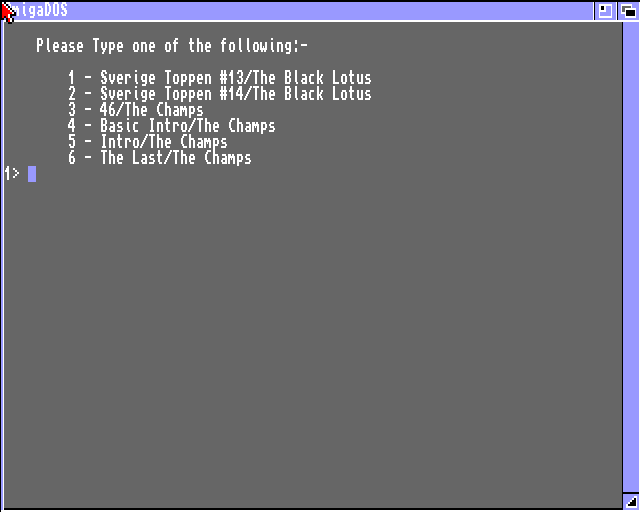 AmigaDOS
Please Type one of the following:-
1 - Sverige Toppen #13/The Black Lotus
2 - Sverige Toppen #14/The Black Lotus
3 - 46/The Champs
4 - Basic Intro/The Champs
5 - Intro/The Champs
6 - The Last/The Champs
1>